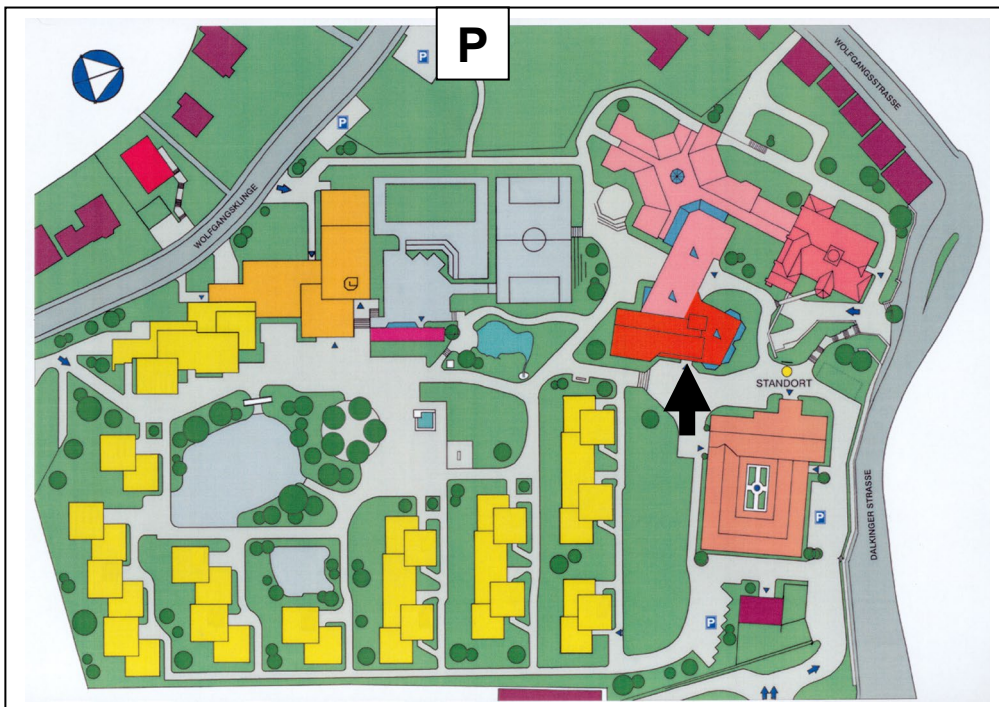 P
P
WOLFGANGSSTRASSE
P
WOLFGANGSKLINGE
STANDORT
DALKINGER STRASSE
P
P